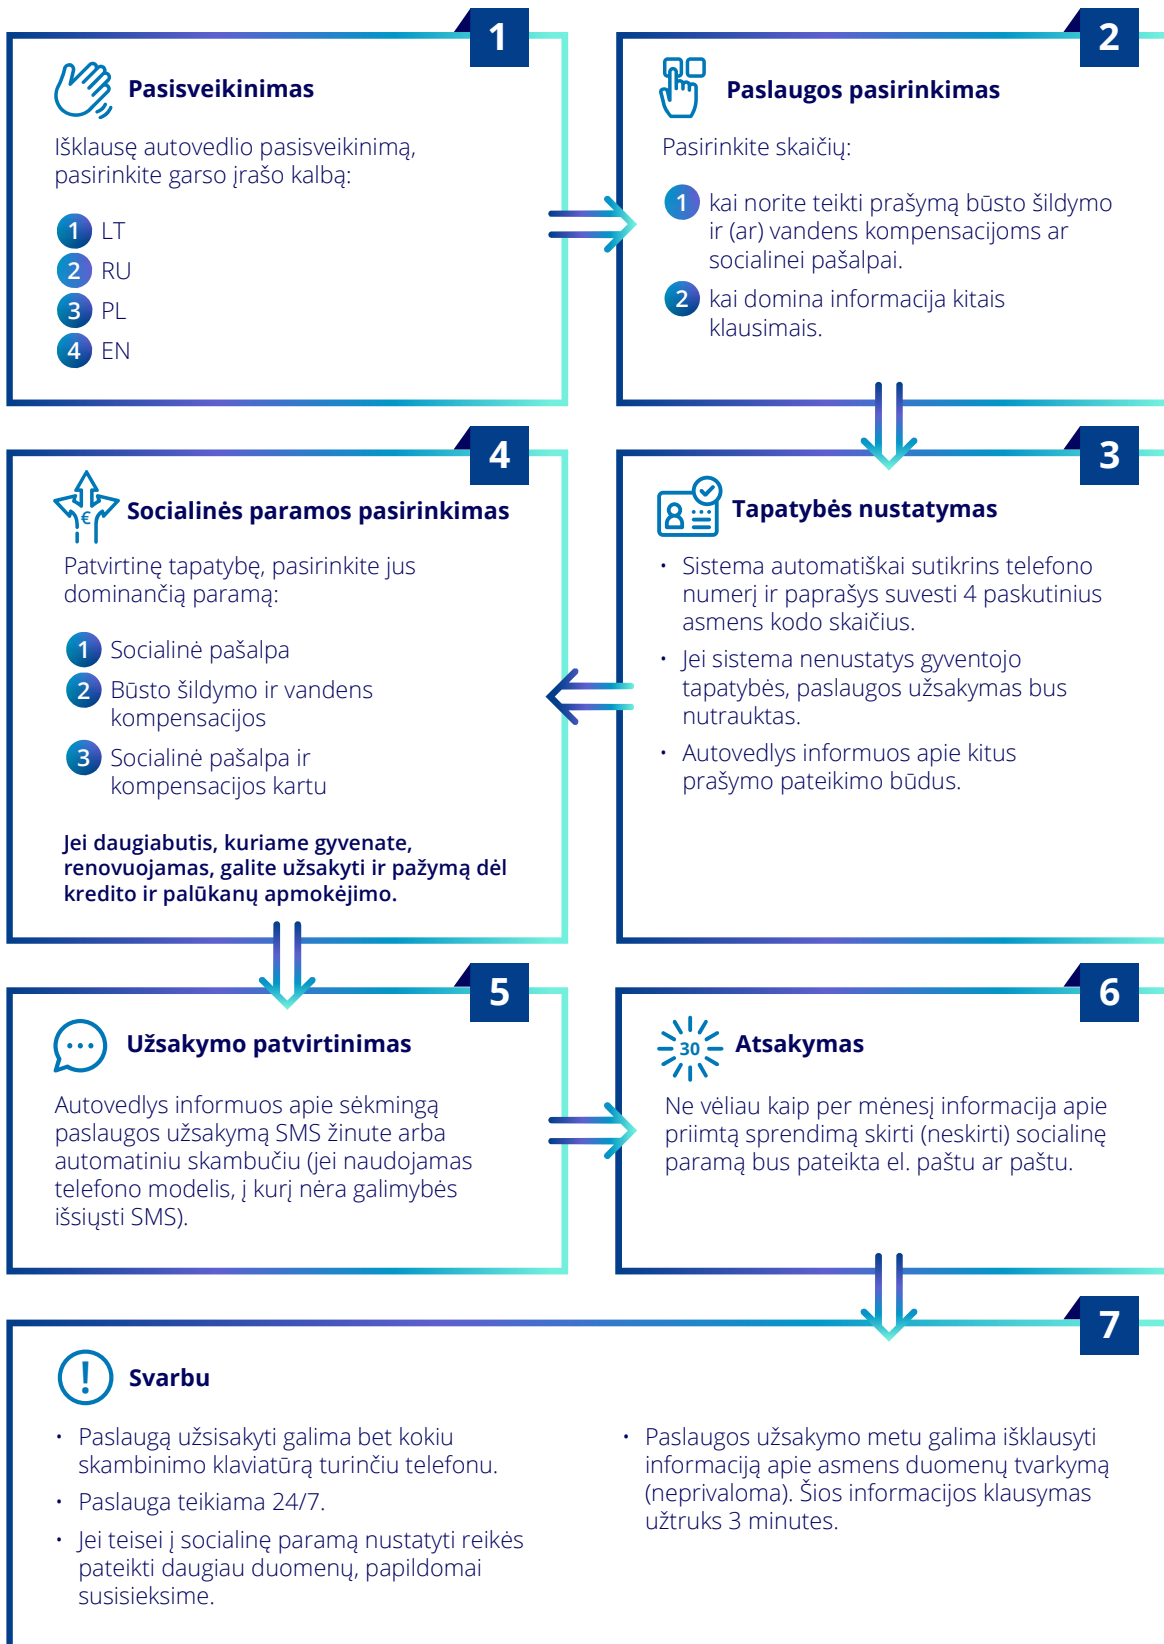 1
Pasisveikinimas
Išklausę autovedlio pasisveikinimą,
pasirinkite garso įrašo kalbą:
1 LT
2 RU
3 PL
4 EN
2
Paslaugos pasirinkimas
Pasirinkite skaičių:
1 kai norite teikti prašymą būsto šildymo
ir (ar) vandens kompensacijoms ar
socialinei pašalpai.
2 kai domina informacija kitais
klausimais.
3
Tapatybės nustatymas
• Sistema automatiškai sutikrins telefono
numerį ir paprašys suvesti 4 paskutinius
asmens kodo skaičius.
• Jei sistema nenustatys gyventojo
tapatybės, paslaugos užsakymas bus
nutrauktas.
• Autovedlys informuos apie kitus
prašymo pateikimo būdus.
4
€
Socialinės paramos pasirinkimas
Patvirtinę tapatybę, pasirinkite jus
dominančią paramą:
1 Socialinė pašalpa
2 Būsto šildymo ir vandens
kompensacijos
3 Socialinė pašalpa ir
kompensacijos kartu
Jei daugiabutis, kuriame gyvenate,
renovuojamas, galite užsakyti ir pažymą dėl
kredito ir palūkanų apmokėjimo.
5
Užsakymo patvirtinimas
Autovedlys informuos apie sėkmingą
paslaugos užsakymą SMS žinute arba
automatiniu skambučiu (jei naudojamas
telefono modelis, į kurį nėra galimybės
išsiųsti SMS).
6
30
Atsakymas
Ne vėliau kaip per mėnesį informacija apie
priimtą sprendimą skirti (neskirti) socialinę
paramą bus pateikta el. paštu ar paštu.
7
!
Svarbu
• Paslaugą užsisakyti galima bet kokiu
skambinimo klaviatūrą turinčiu telefonu.
• Paslauga teikiama 24/7.
• Jei teisei į socialinę paramą nustatyti reikės
pateikti daugiau duomenų, papildomai
susisieksime.
• Paslaugos užsakymo metu galima išklausyti
informaciją apie asmens duomenų tvarkymą
(neprivaloma). Šios informacijos klausymas
užtruks 3 minutes.